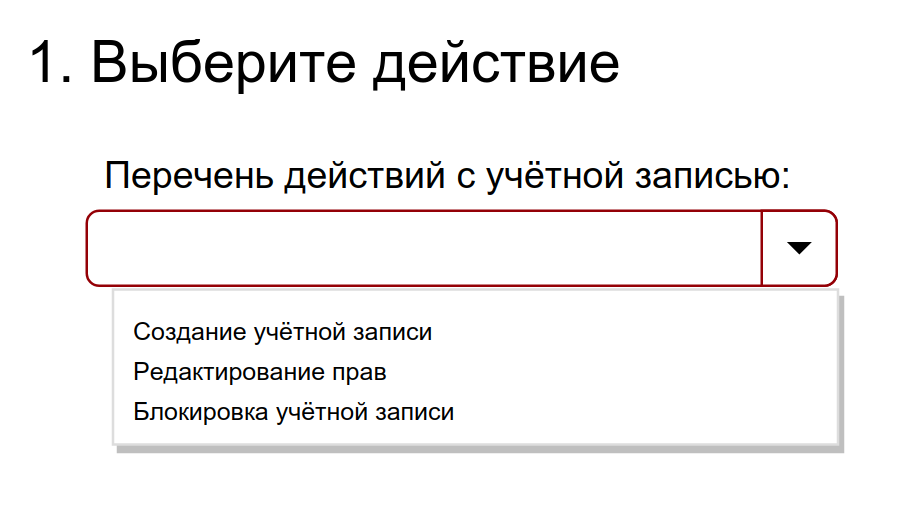 1. Выберите действие
Перечень действий с учётной записью:
Создание учётной записи
Редактирование прав
Блокировка учётной записи